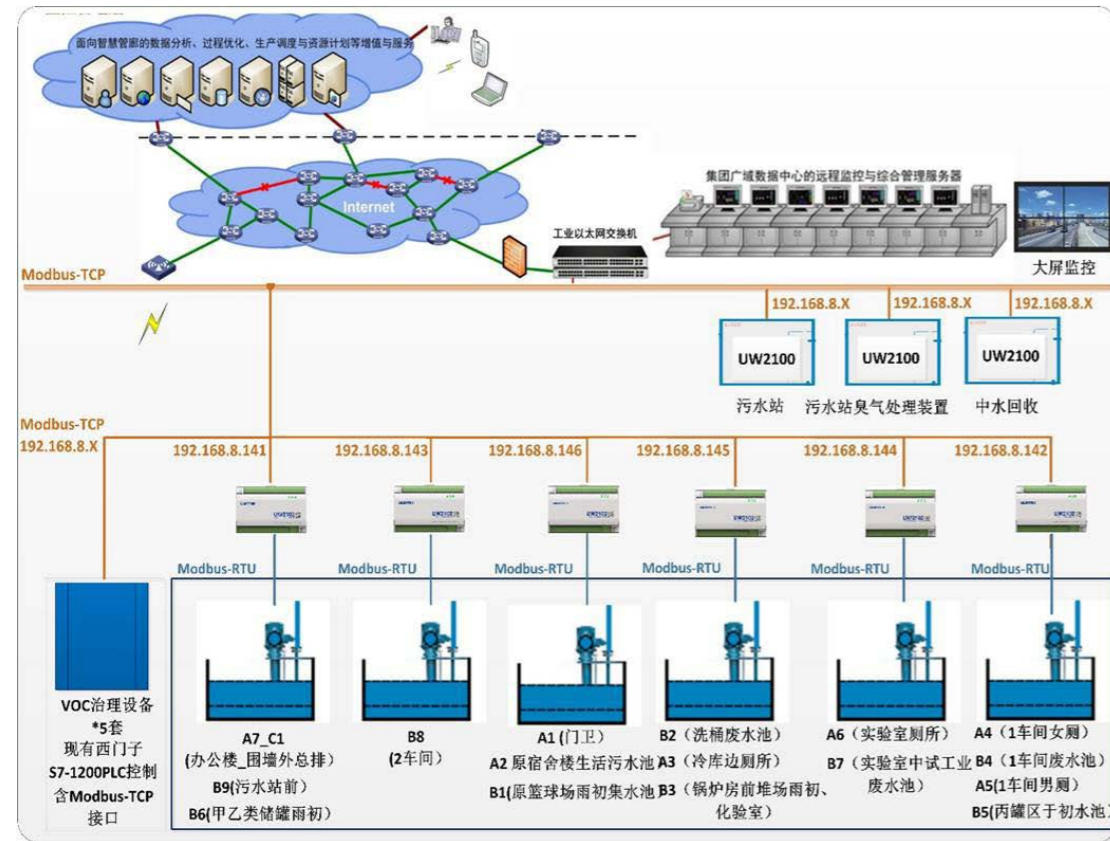 面向智慧管廊的数据分析、过程优化、生产调度与资源计划等增值与服务
Internet
集团广域数据中心的远程监控与综合管理服务器
工业以太网交换机
大屏监控
Modbus-TCP
192.168.8.X
192.168.8.X
192.168.8.X
UW2100
UW2100
UW2100
污水站
污水站臭气处理装置
中水回收
Modbus-TCP
192.168.8.X
192.168.8.141
192.168.8.143
192.168.8.146
192.168.8.145
192.168.8.144
192.168.8.142
Modbus-RTU
Modbus-RTU
Modbus-RTU
Modbus-RTU
Modbus-RTU
Modbus-RTU
VOC治理设备
*5套
现有西门子
S7-1200PLC控制
含Modbus-TCP
接口
A7_C1
(办公楼_围墙外总排)
B9(污水站前)
B6(甲乙类储罐雨初)
B8
(2车间)
A1 (门卫)
A2 原宿舍楼生活污水池
B1(原篮球场雨初集水池)
B2（洗桶废水池）
A3（冷库边厕所）
B3（锅炉房前堆场雨初、
化验室）
A6（实验室厕所）
B7（实验室中试工业
废水池）
A4（1车间女厕）
B4（1车间废水池）
A5(1车间男厕)
B5(丙罐区于初水池)